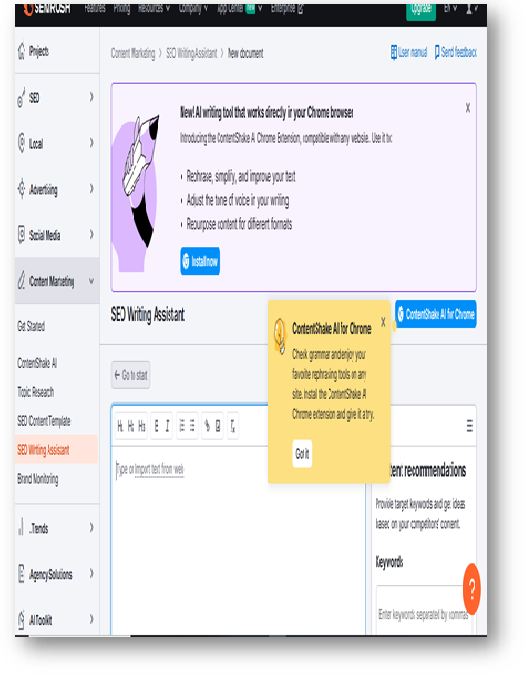 SEMRUSH Features Pricing Resources Company App Center new Enterprise Upgrade! EN
Projects
Content Marketing > SEO Writing Assistant > New document
User manual Send feedback
SEO
Local
Advertising
Social Media
Content Marketing
Get Started
ContentShake AI
Topic Research
SEO Content Template
SEO Writing Assistant
Brand Monitoring
.Trends
Agency Solutions
AI Toolkit
New! AI writing tool that works directly in your Chrome browser
Introducing the ContentShake AI Chrome Extension, compatible with any website. Use it to:
Rephrase, simplify, and improve your text
Adjust the tone of voice in your writing
Repurpose content for different formats
Install now
SEO Writing Assistant
ContentShake AI for Chrome
ContentShake AI for Chrome
Check grammar and enjoy your
favorite rephrasing tools on any
site. Install the ContentShake AI
Chrome extension and give it a try.
Got it!
← Go to start
H1 H2 H3 B I
Type or import text from web
tent recommendations
Provide target keywords and get ideas
based on your competitors' content.
Keywords
Enter keywords separated by commas
?